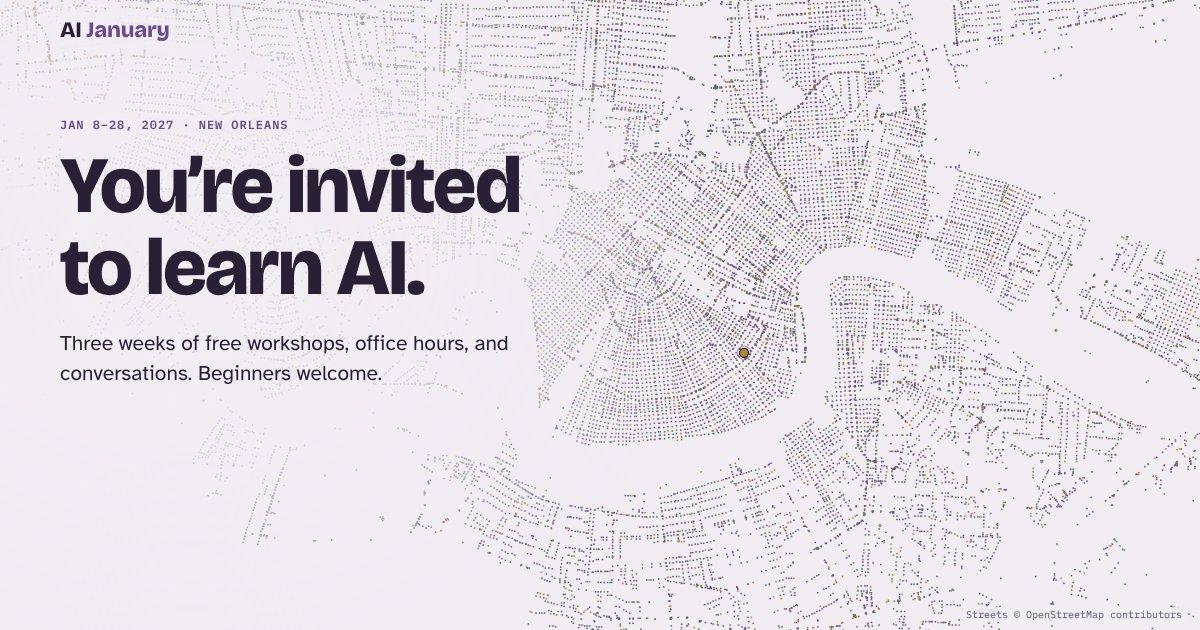 AI January
JAN 8–28, 2027 · NEW ORLEANS
You’re invited
to learn AI.
Three weeks of free workshops, office hours, and
conversations. Beginners welcome.
Streets © OpenStreetMap contributors ·